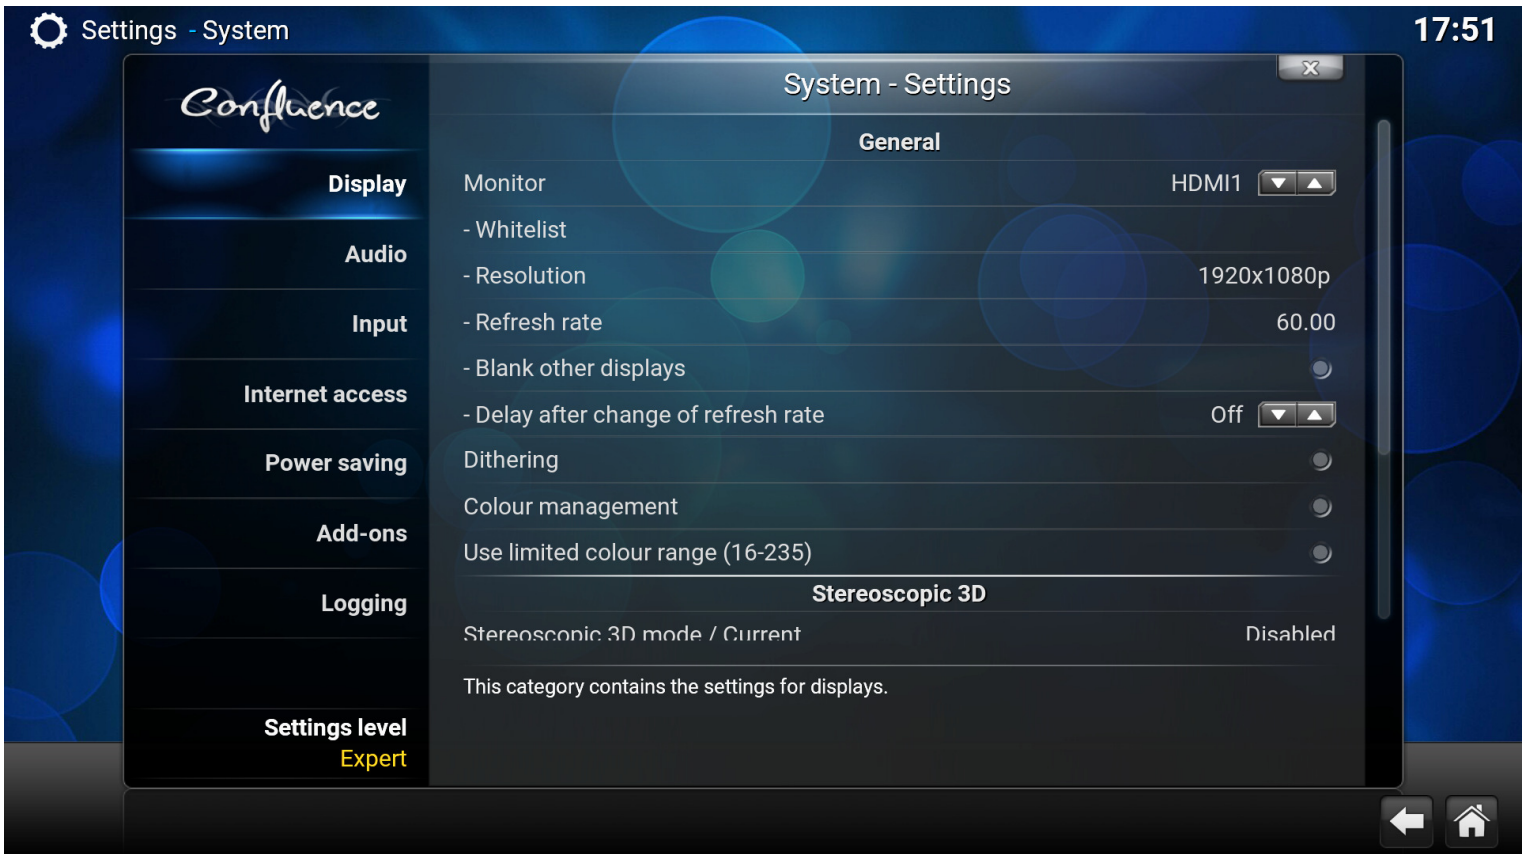 Settings - System
17:51
Confluence
System - Settings
Display
Audio
Input
Internet access
Power saving
Add-ons
Logging
Settings level
Expert
General
Monitor HDMI1
- Whitelist
- Resolution 1920x1080p
- Refresh rate 60.00
- Blank other displays
- Delay after change of refresh rate Off
Dithering
Colour management
Use limited colour range (16-235)
Stereoscopic 3D
Stereoscopic 3D mode / Current Disabled
This category contains the settings for displays.